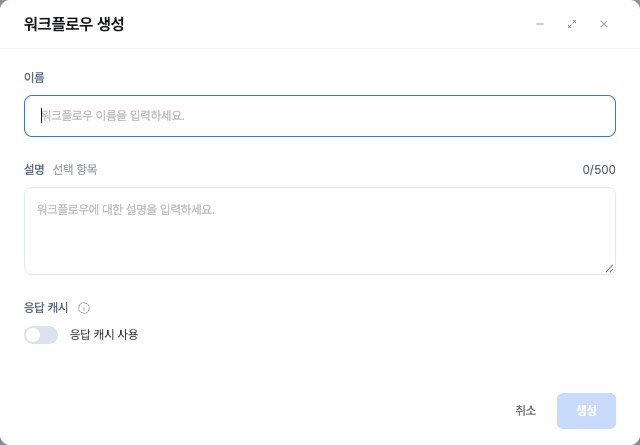 워크플로우 생성
이름
워크플로우 이름을 입력하세요.
설명 선택 항목 0/500
워크플로우에 대한 설명을 입력하세요.
응답 캐시
응답 캐시 사용
취소 생성